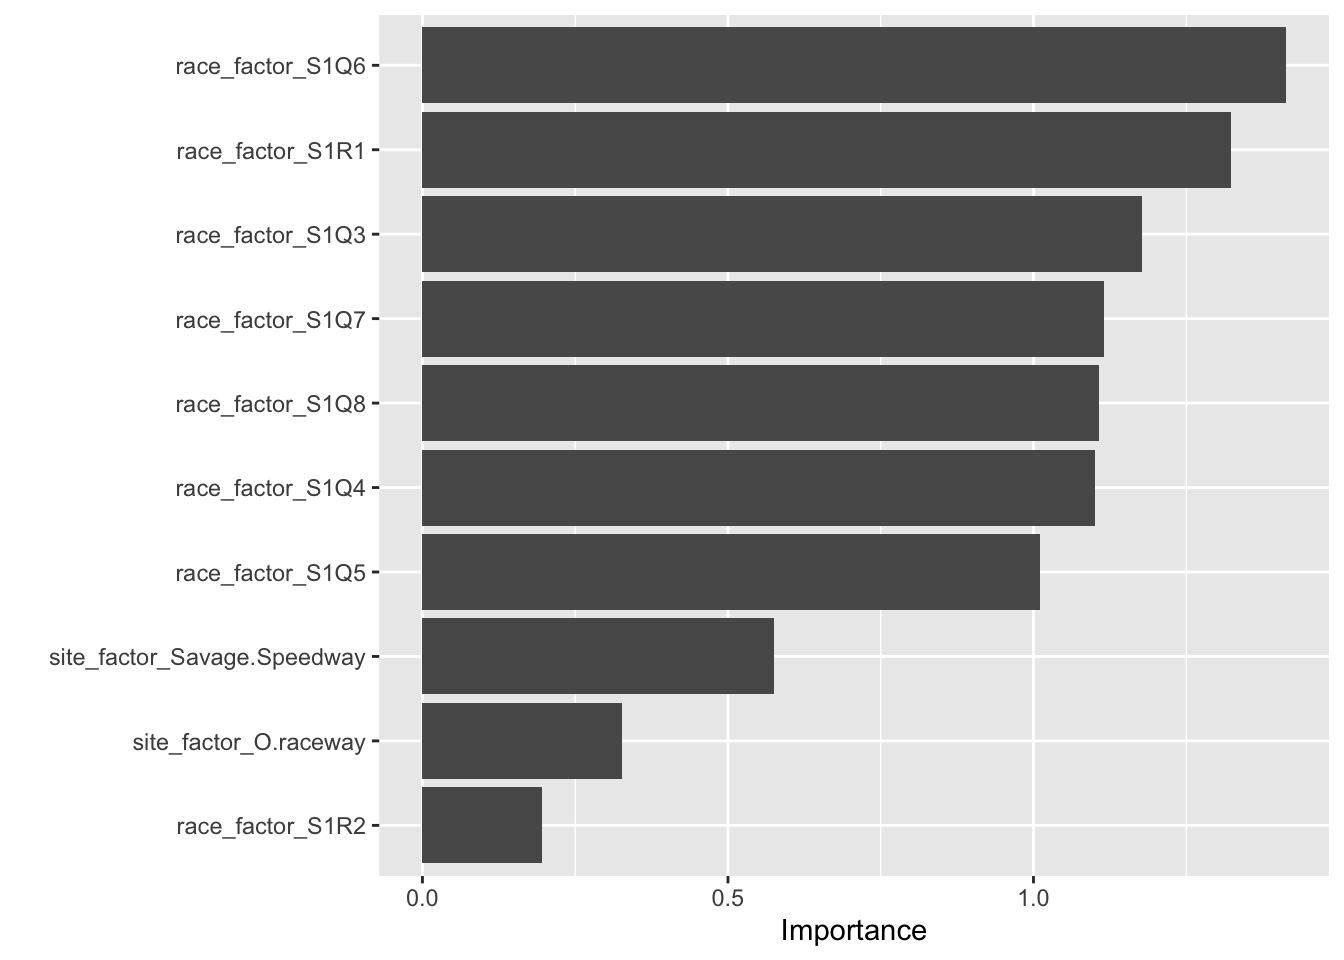 race_factor_S1Q6
race_factor_S1R1
race_factor_S1Q3
race_factor_S1Q7
race_factor_S1Q8
race_factor_S1Q4
race_factor_S1Q5
site_factor_Savage.Speedway
site_factor_O.raceway
race_factor_S1R2
0.0 0.5 1.0
Importance